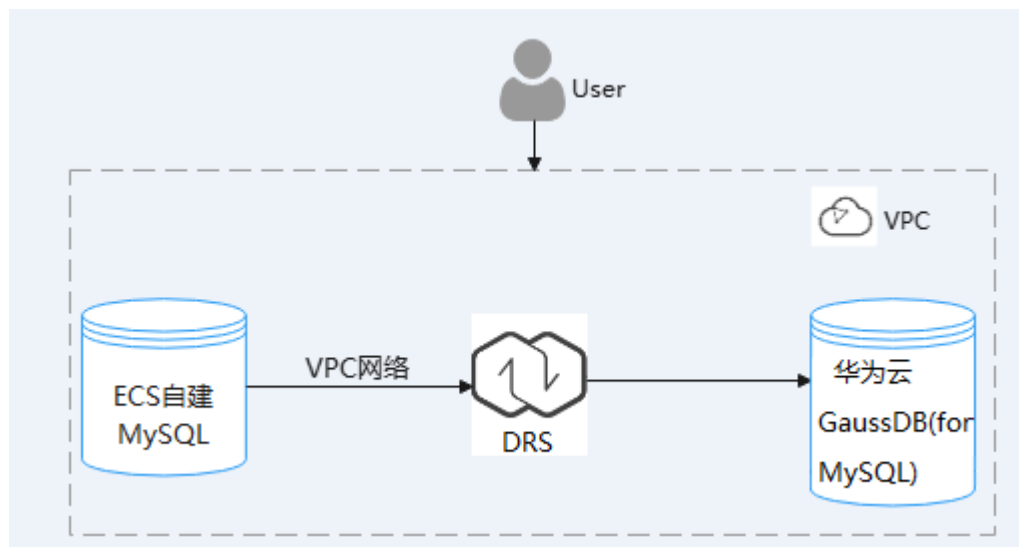 User
VPC
VPC网络
ECS自建
MySQL
DRS
华为云
GaussDB(for
MySQL)